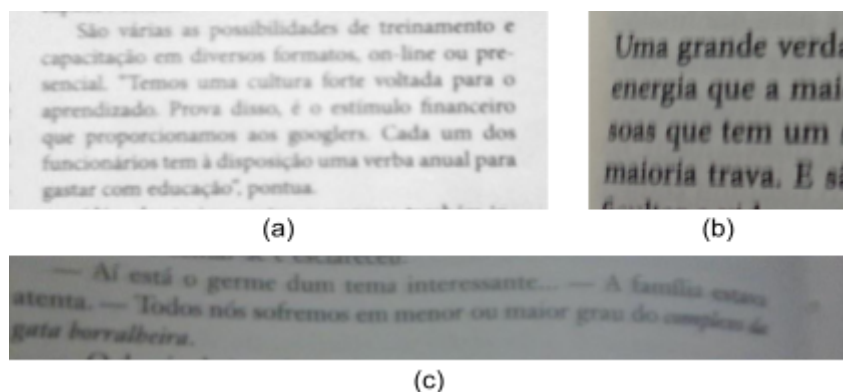 São várias as possibilidades de treinamento e
capacitação em diversos formatos, on-line ou pre-
sencial. "Temos uma cultura forte voltada para o
aprendizado. Prova disso, é o estímulo financeiro
que proporcionamos aos googlers. Cada um dos
funcionários tem à disposição uma verba anual para
gastar com educação", pontua.
(a)
Uma grande verda
energia que a mai
soas que tem um
maioria trava. E sã
(b)
— Aí está o germe dum tema interessante... — A família estava
atenta. — Todos nós sofremos em menor ou maior grau do complexo da
gata borralheira.
(c)